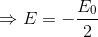 ⇒ E = −E₀/2